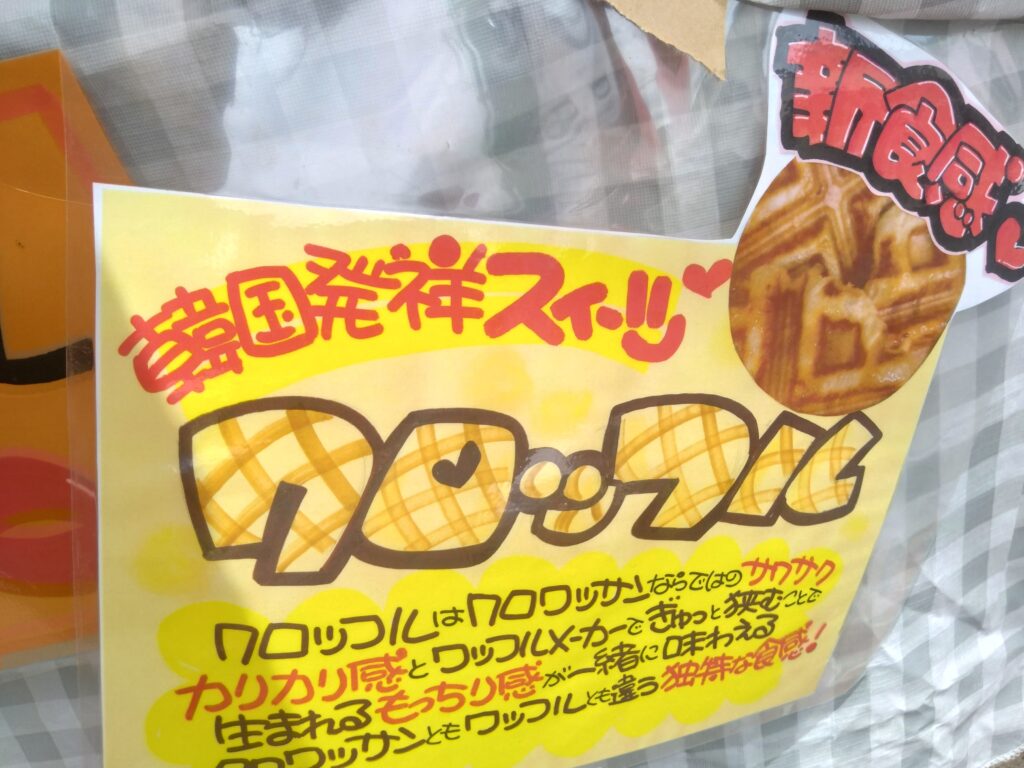 新食感
韓国発祥スイーツ
クロッフル
クロッフルはクロワッサンならではのサクサク
カリカリ感とワッフルメーカーでぎゅっと挟むことで
生まれるもっちり感が一緒に味わえる
クロワッサンともワッフルとも違う独特な食感!